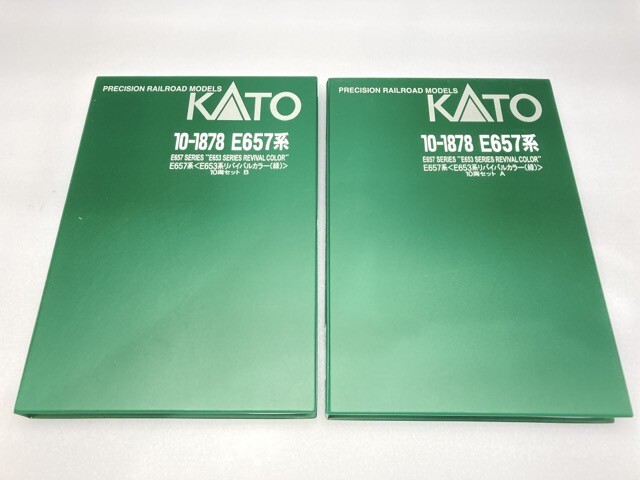 PRECISION RAILROAD MODELS
KATO
10-1878 E657系
E657 SERIES "E653 SERIES REVIVAL COLOR"
E657系<E653系リバイバルカラー(緑)>
10両セット B
PRECISION RAILROAD MODELS
KATO
10-1878 E657系
E657 SERIES "E653 SERIES REVIVAL COLOR"
E657系<E653系リバイバルカラー(緑)>
10両セット A